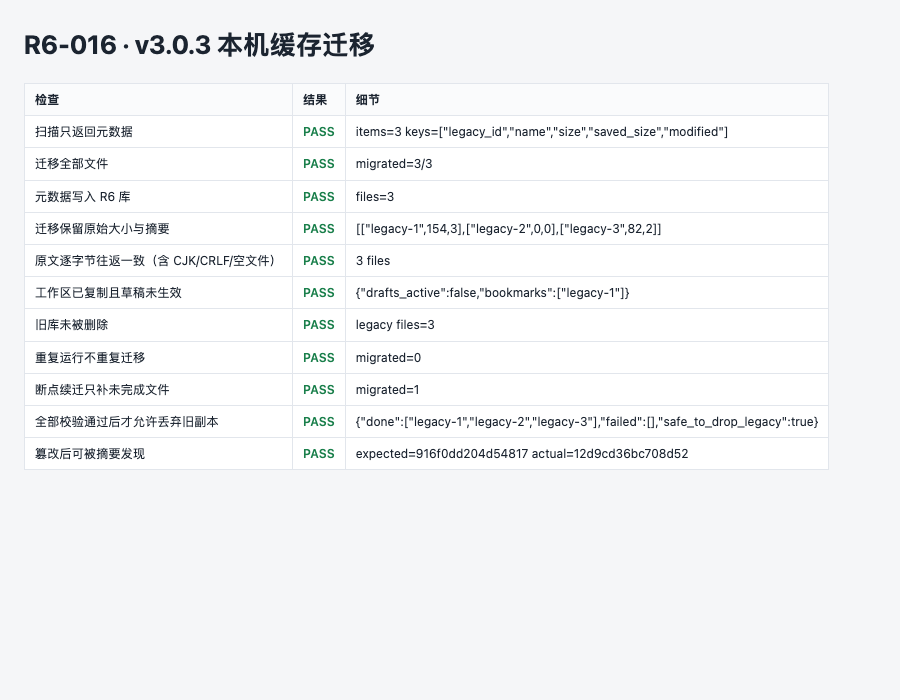 R6-016 · v3.0.3 本机缓存迁移
检查 结果 细节
扫描只返回元数据 PASS items=3 keys=["legacy_id","name","size","saved_size","modified"]
迁移全部文件 PASS migrated=3/3
元数据写入 R6 库 PASS files=3
迁移保留原始大小与摘要 PASS [["legacy-1",154,3],["legacy-2",0,0],["legacy-3",82,2]]
原文逐字节往返一致（含 CJK/CRLF/空文件） PASS 3 files
工作区已复制且草稿未生效 PASS {"drafts_active":false,"bookmarks":["legacy-1"]}
旧库未被删除 PASS legacy files=3
重复运行不重复迁移 PASS migrated=0
断点续迁只补未完成文件 PASS migrated=1
全部校验通过后才允许丢弃旧副本 PASS {"done":["legacy-1","legacy-2","legacy-3"],"failed":[],"safe_to_drop_legacy":true}
篡改后可被摘要发现 PASS expected=916f0dd204d54817 actual=12d9cd36bc708d52